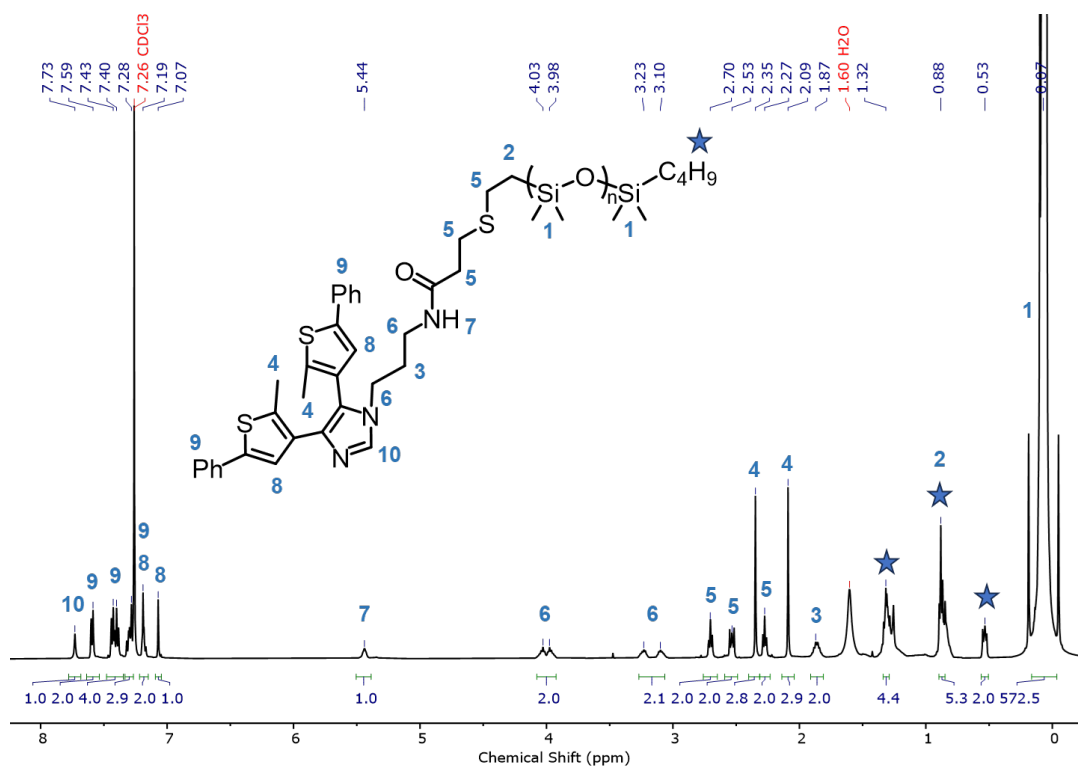 7.73 7.59 7.43 7.40 7.28 7.26 CDCl3 7.19 7.07 5.44 4.03 3.98 3.23 3.10 2.70 2.53 2.35 2.27 2.09 1.87 1.60 H2O 1.32 0.88 0.53 0.07
2
5
Si
O
n
Si
C4H9
1
1
S
5
5
O
NH
7
6
3
6
9
Ph
S
8
4
4
N
N
10
S
9
Ph
8
1
4 4 2
10 9 9 9 8 8 7 6 6 5 5 5 3
1.0 2.0 4.0 2.9 2.0 1.0 1.0 2.0 2.1 2.0 2.0 2.8 2.0 2.9 2.0 4.4 5.3 2.0 572.5
8 7 6 5 4 3 2 1 0
Chemical Shift (ppm)